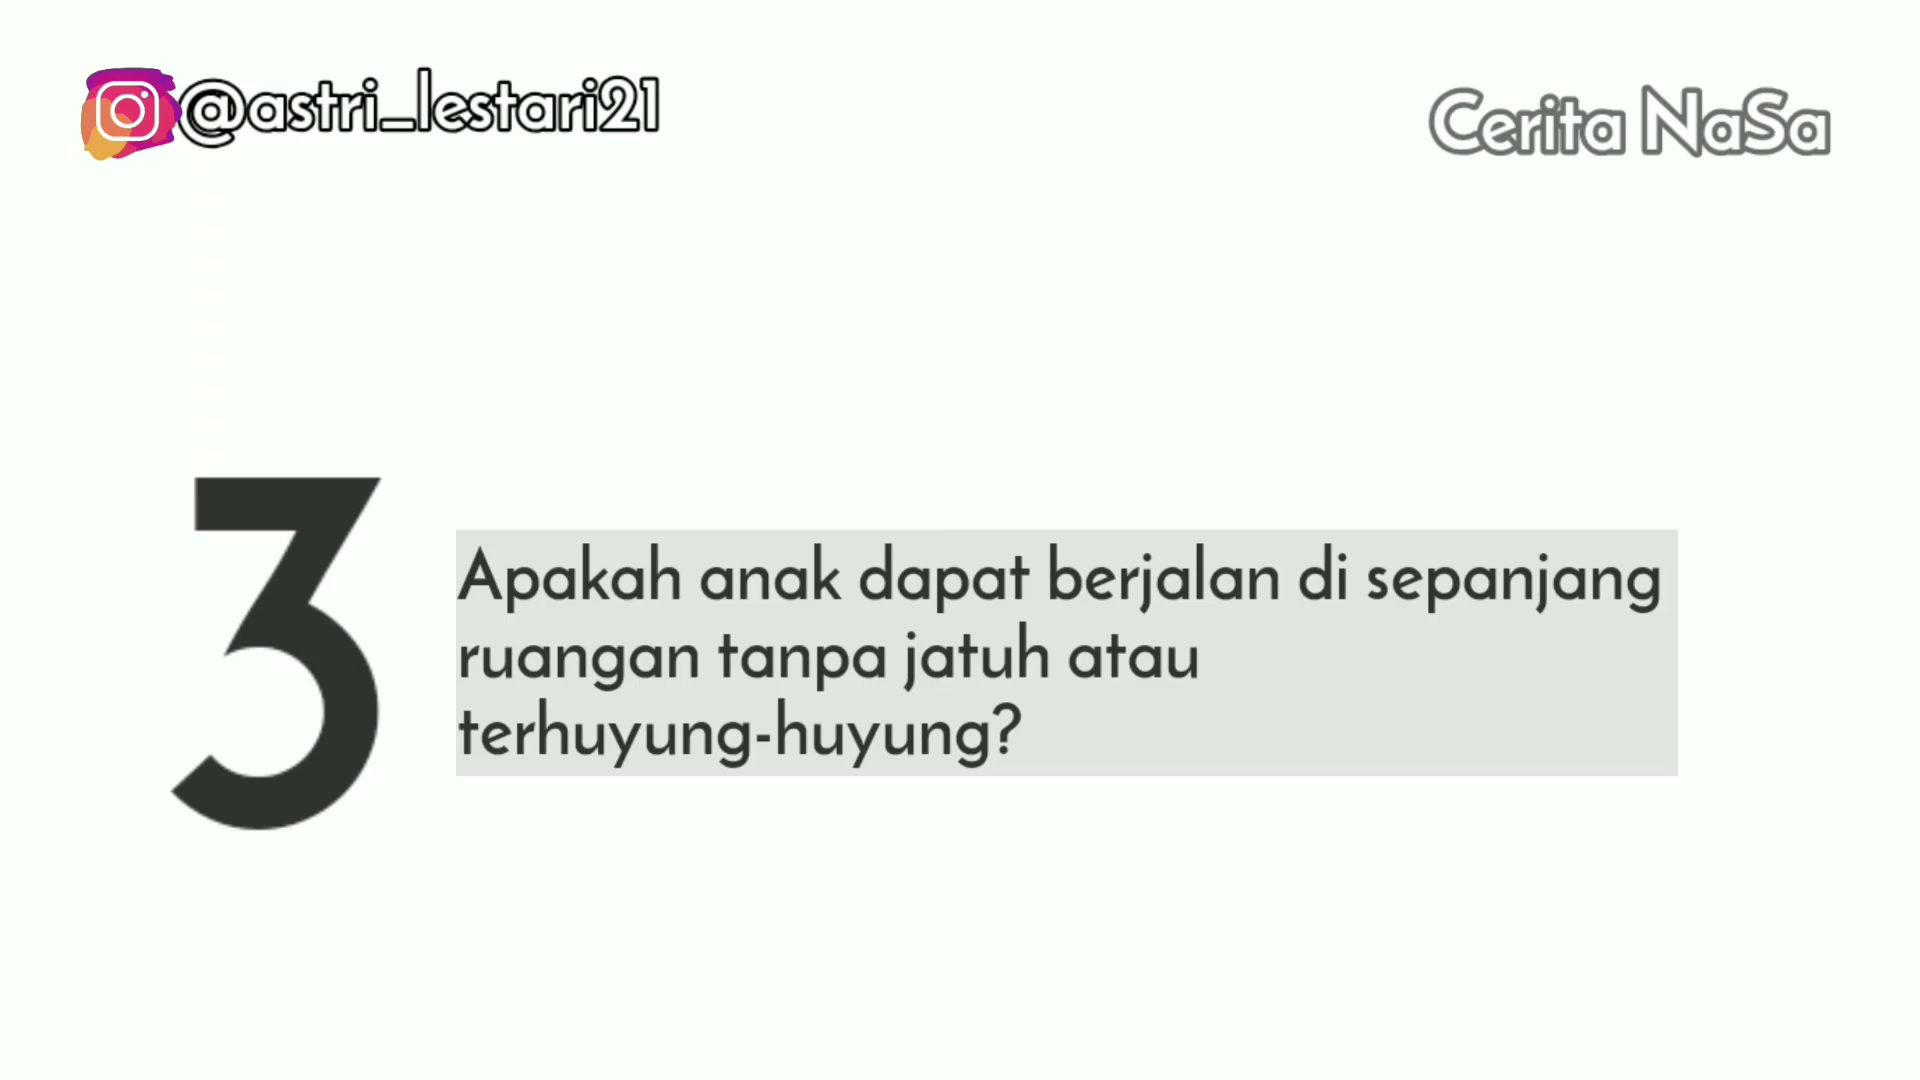 @astri_lestari21
Cerita NaSa
3
Apakah anak dapat berjalan di sepanjang
ruangan tanpa jatuh atau
terhuyung-huyung?